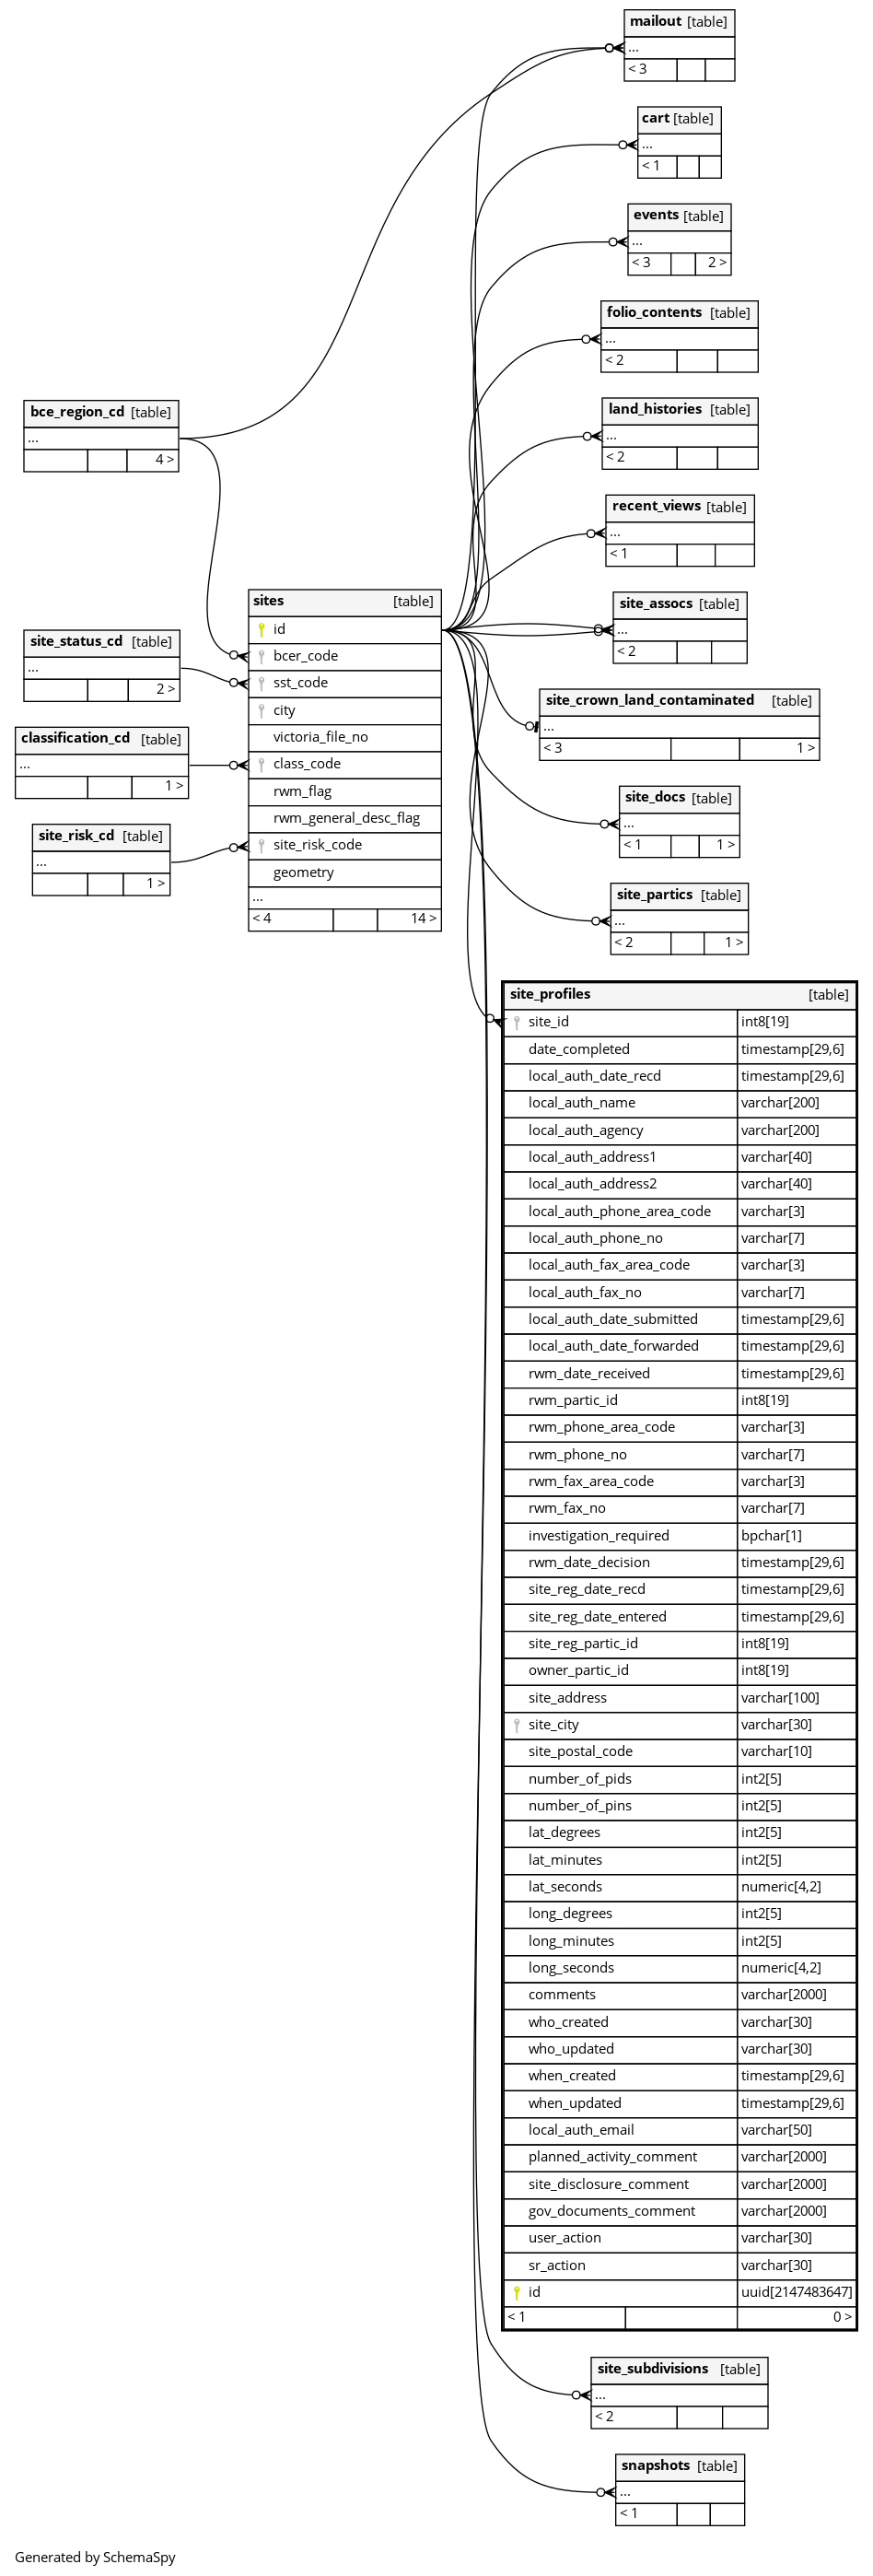 mailout [table]
...
< 3
cart [table]
...
< 1
events [table]
...
< 3 2 >
folio_contents [table]
...
< 2
land_histories [table]
...
< 2
bce_region_cd [table]
...
4 >
recent_views [table]
...
< 1
site_assocs [table]
...
< 2
sites [table]
id
bcer_code
sst_code
city
victoria_file_no
class_code
rwm_flag
rwm_general_desc_flag
site_risk_code
geometry
...
< 4 14 >
site_status_cd [table]
...
2 >
classification_cd [table]
...
1 >
site_risk_cd [table]
...
1 >
site_crown_land_contaminated [table]
...
< 3 1 >
site_docs [table]
...
< 1 1 >
site_partics [table]
...
< 2 1 >
site_profiles [table]
site_id int8[19]
date_completed timestamp[29,6]
local_auth_date_recd timestamp[29,6]
local_auth_name varchar[200]
local_auth_agency varchar[200]
local_auth_address1 varchar[40]
local_auth_address2 varchar[40]
local_auth_phone_area_code varchar[3]
local_auth_phone_no varchar[7]
local_auth_fax_area_code varchar[3]
local_auth_fax_no varchar[7]
local_auth_date_submitted timestamp[29,6]
local_auth_date_forwarded timestamp[29,6]
rwm_date_received timestamp[29,6]
rwm_partic_id int8[19]
rwm_phone_area_code varchar[3]
rwm_phone_no varchar[7]
rwm_fax_area_code varchar[3]
rwm_fax_no varchar[7]
investigation_required bpchar[1]
rwm_date_decision timestamp[29,6]
site_reg_date_recd timestamp[29,6]
site_reg_date_entered timestamp[29,6]
site_reg_partic_id int8[19]
owner_partic_id int8[19]
site_address varchar[100]
site_city varchar[30]
site_postal_code varchar[10]
number_of_pids int2[5]
number_of_pins int2[5]
lat_degrees int2[5]
lat_minutes int2[5]
lat_seconds numeric[4,2]
long_degrees int2[5]
long_minutes int2[5]
long_seconds numeric[4,2]
comments varchar[2000]
who_created varchar[30]
who_updated varchar[30]
when_created timestamp[29,6]
when_updated timestamp[29,6]
local_auth_email varchar[50]
planned_activity_comment varchar[2000]
site_disclosure_comment varchar[2000]
gov_documents_comment varchar[2000]
user_action varchar[30]
sr_action varchar[30]
id uuid[2147483647]
< 1 0 >
site_subdivisions [table]
...
< 2
snapshots [table]
...
< 1
Generated by SchemaSpy